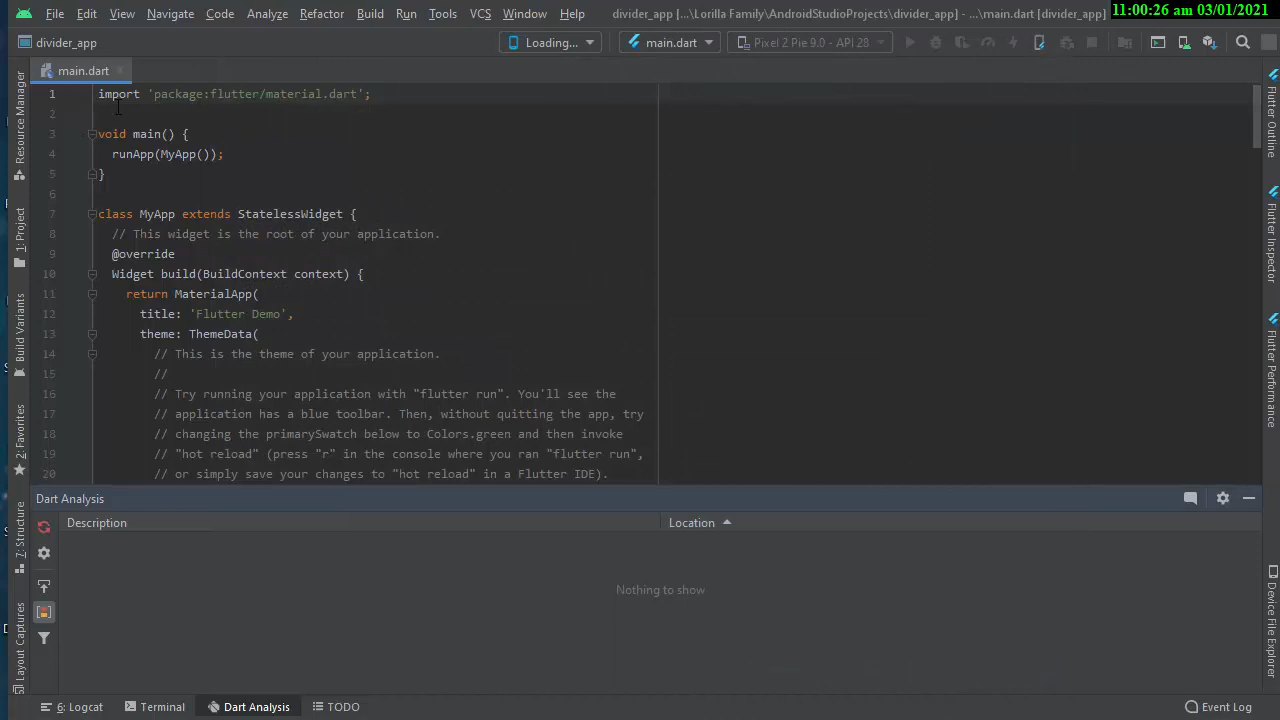 File Edit View Navigate Code Analyze Refactor Build Run Tools VCS Window Help divider_app [...\Lorilla Family\AndroidStudioProjects\divider_app] - ...\main.dart [divider_app] 11:00:26 am 03/01/2021
divider_app Loading... main.dart Pixel 2 Pie 9.0 - API 28
main.dart
1 import 'package:flutter/material.dart';
2
3 void main() {
4 runApp(MyApp());
5 }
6
7 class MyApp extends StatelessWidget {
8 // This widget is the root of your application.
9 @override
10 Widget build(BuildContext context) {
11 return MaterialApp(
12 title: 'Flutter Demo',
13 theme: ThemeData(
14 // This is the theme of your application.
15 //
16 // Try running your application with "flutter run". You'll see the
17 // application has a blue toolbar. Then, without quitting the app, try
18 // changing the primarySwatch below to Colors.green and then invoke
19 // "hot reload" (press "r" in the console where you ran "flutter run",
20 // or simply save your changes to "hot reload" in a Flutter IDE).
Resource Manager
1: Project
Build Variants
2: Favorites
7: Structure
Layout Captures
Flutter Outline
Flutter Inspector
Flutter Performance
Device File Explorer
Dart Analysis
Description Location
Nothing to show
6: Logcat Terminal Dart Analysis TODO Event Log